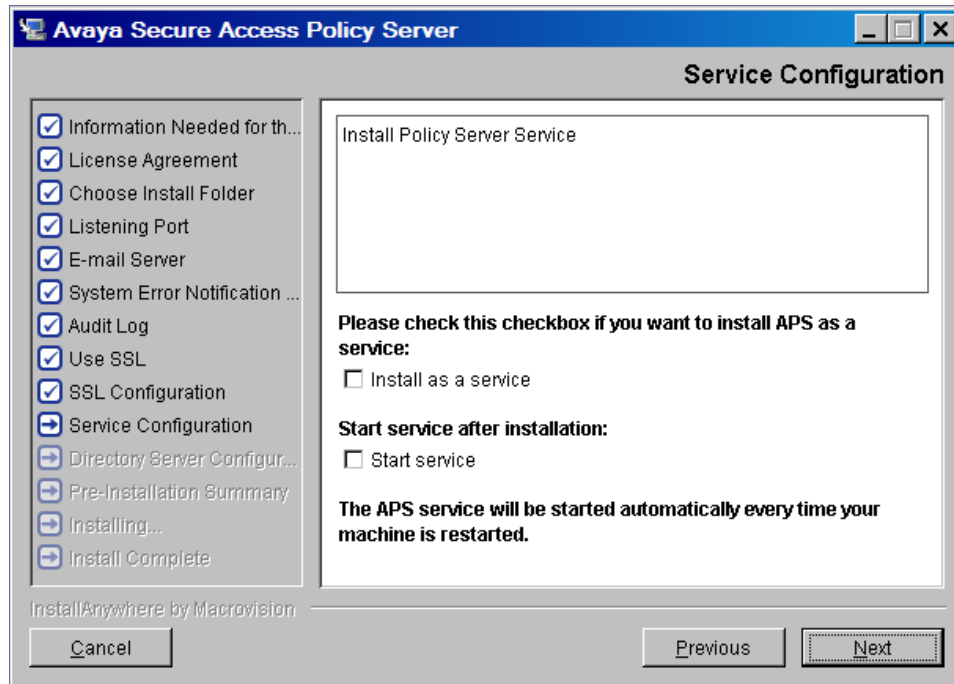 Avaya Secure Access Policy Server
Service Configuration
Information Needed for th...
License Agreement
Choose Install Folder
Listening Port
E-mail Server
System Error Notification ...
Audit Log
Use SSL
SSL Configuration
Service Configuration
Directory Server Configur...
Pre-Installation Summary
Installing...
Install Complete
Install Policy Server Service
Please check this checkbox if you want to install APS as a
service:
Install as a service
Start service after installation:
Start service
The APS service will be started automatically every time your
machine is restarted.
InstallAnywhere by Macrovision
Cancel
Previous
Next